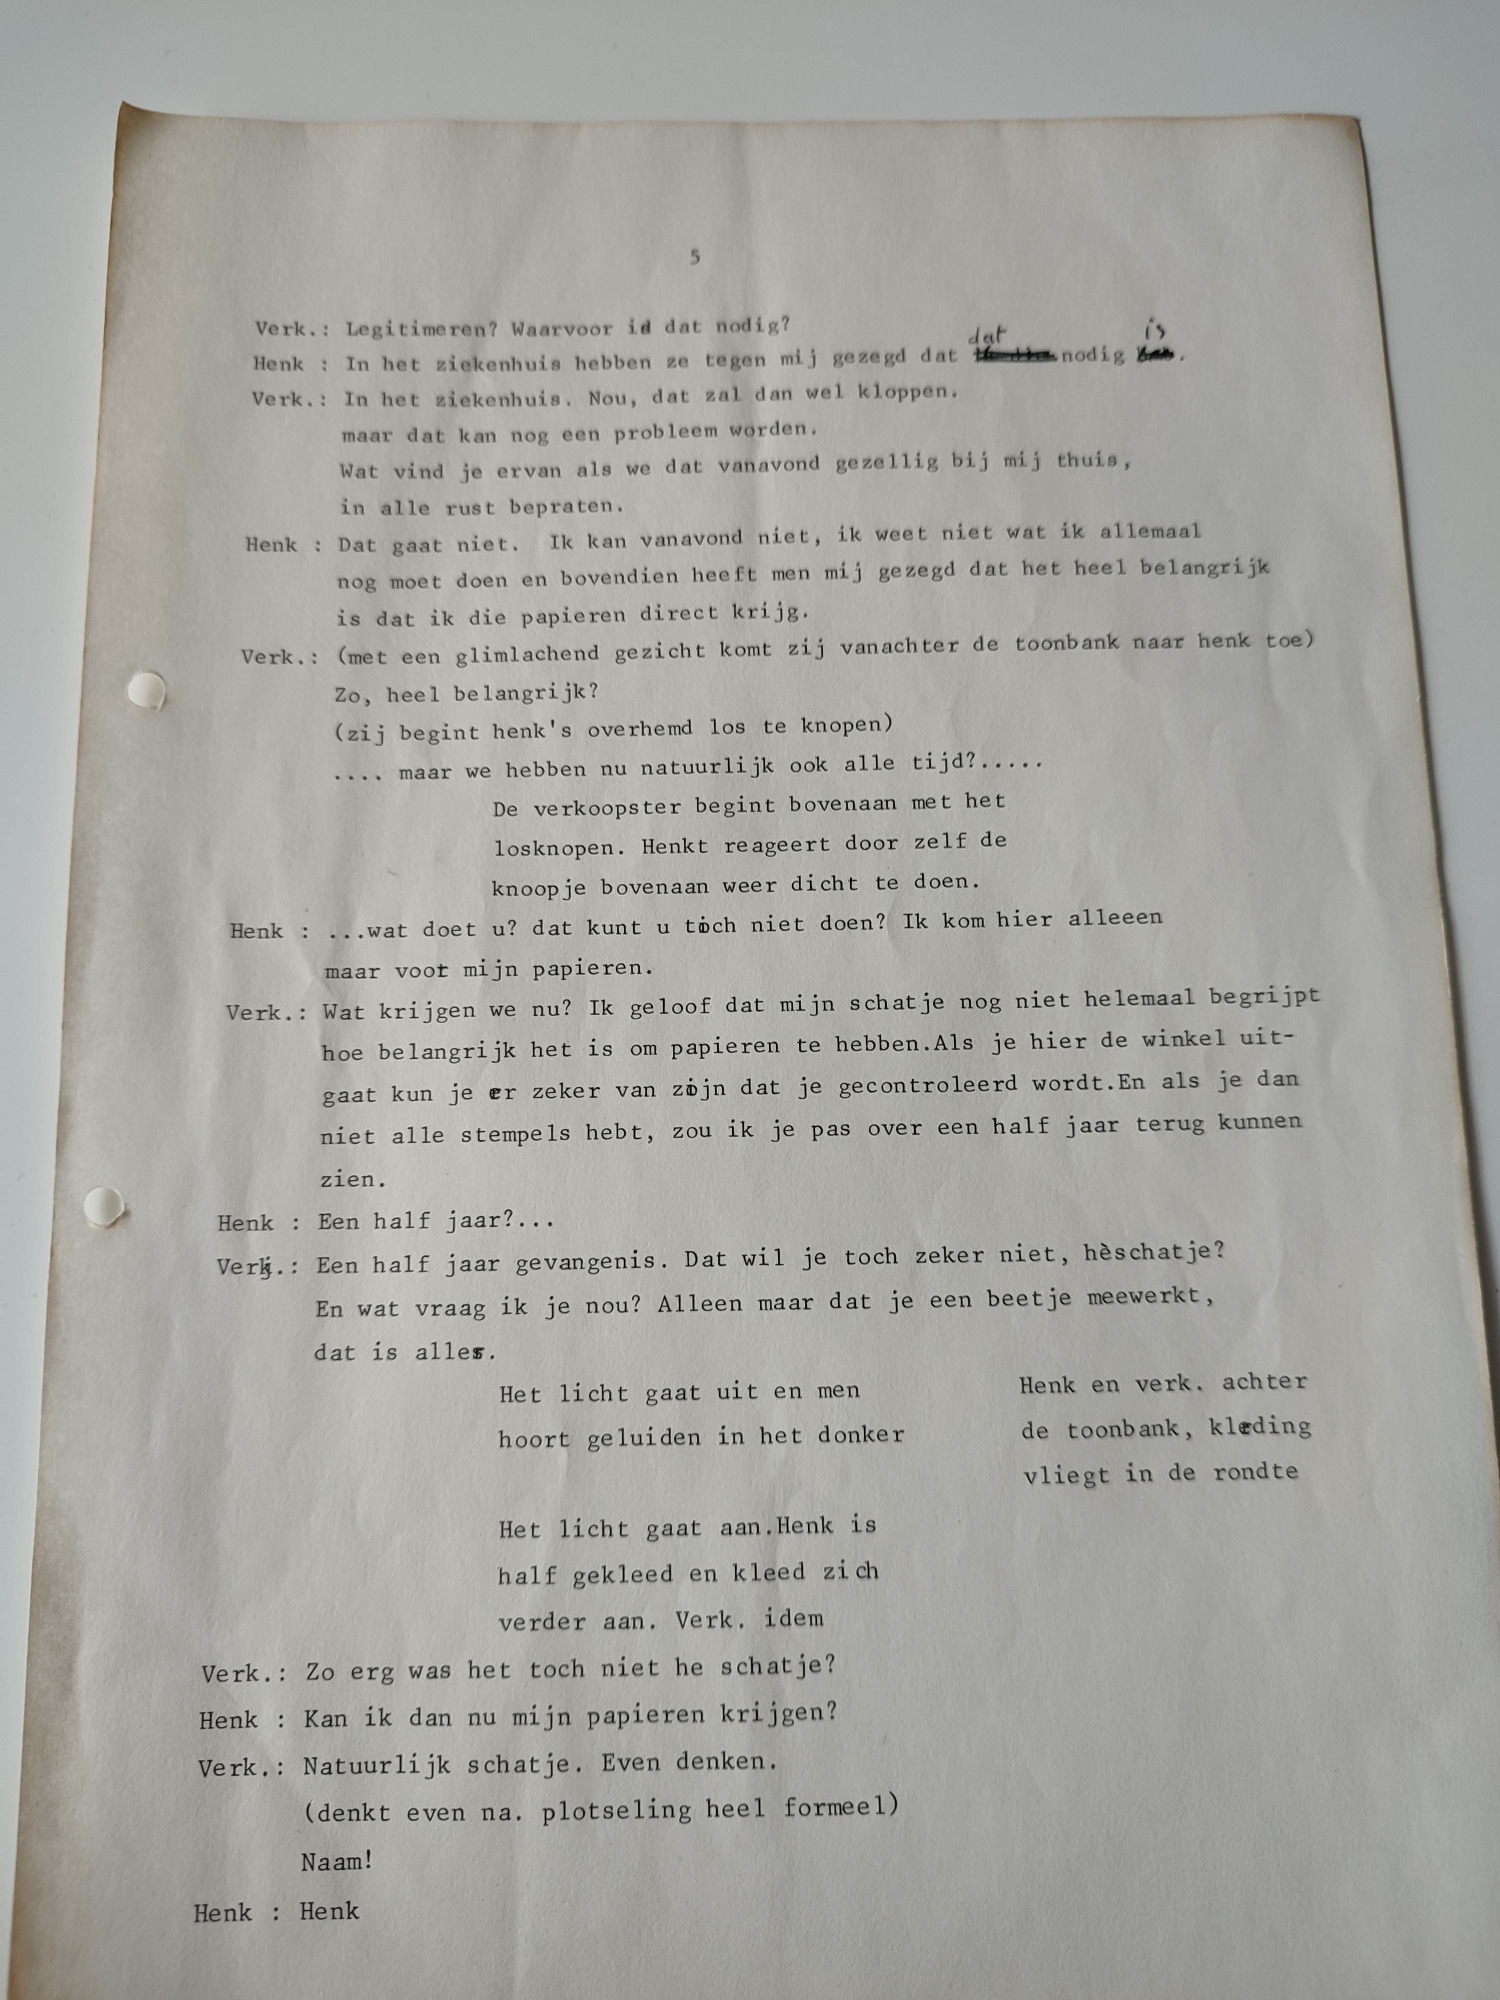 5
Verk.: Legitimeren? Waarvoor id dat nodig?
Henk : In het ziekenhuis hebben ze tegen mij gezegd dat dat nodig is.
Verk.: In het ziekenhuis. Nou, dat zal dan wel kloppen.
maar dat kan nog een probleem worden.
Wat vind je ervan als we dat vanavond gezellig bij mij thuis,
in alle rust bepraten.
Henk : Dat gaat niet. Ik kan vanavond niet, ik weet niet wat ik allemaal
nog moet doen en bovendien heeft men mij gezegd dat het heel belangrijk
is dat ik die papieren direct krijg.
Verk.: (met een glimlachend gezicht komt zij vanachter de toonbank naar henk toe)
Zo, heel belangrijk?
(zij begint henk's overhemd los te knopen)
.... maar we hebben nu natuurlijk ook alle tijd?.....
De verkoopster begint bovenaan met het
losknopen. Henkt reageert door zelf de
knoopje bovenaan weer dicht te doen.
Henk : ...wat doet u? dat kunt u toch niet doen? Ik kom hier alleeen
maar voor mijn papieren.
Verk.: Wat krijgen we nu? Ik geloof dat mijn schatje nog niet helemaal begrijpt
hoe belangrijk het is om papieren te hebben.Als je hier de winkel uit-
gaat kun je er zeker van zijn dat je gecontroleerd wordt.En als je dan
niet alle stempels hebt, zou ik je pas over een half jaar terug kunnen
zien.
Henk : Een half jaar?...
Verk.: Een half jaar gevangenis. Dat wil je toch zeker niet, hèschatje?
En wat vraag ik je nou? Alleen maar dat je een beetje meewerkt,
dat is alles.
Het licht gaat uit en men
hoort geluiden in het donker
Henk en verk. achter
de toonbank, kleding
vliegt in de rondte
Het licht gaat aan.Henk is
half gekleed en kleed zich
verder aan. Verk. idem
Verk.: Zo erg was het toch niet he schatje?
Henk : Kan ik dan nu mijn papieren krijgen?
Verk.: Natuurlijk schatje. Even denken.
(denkt even na. plotseling heel formeel)
Naam!
Henk : Henk